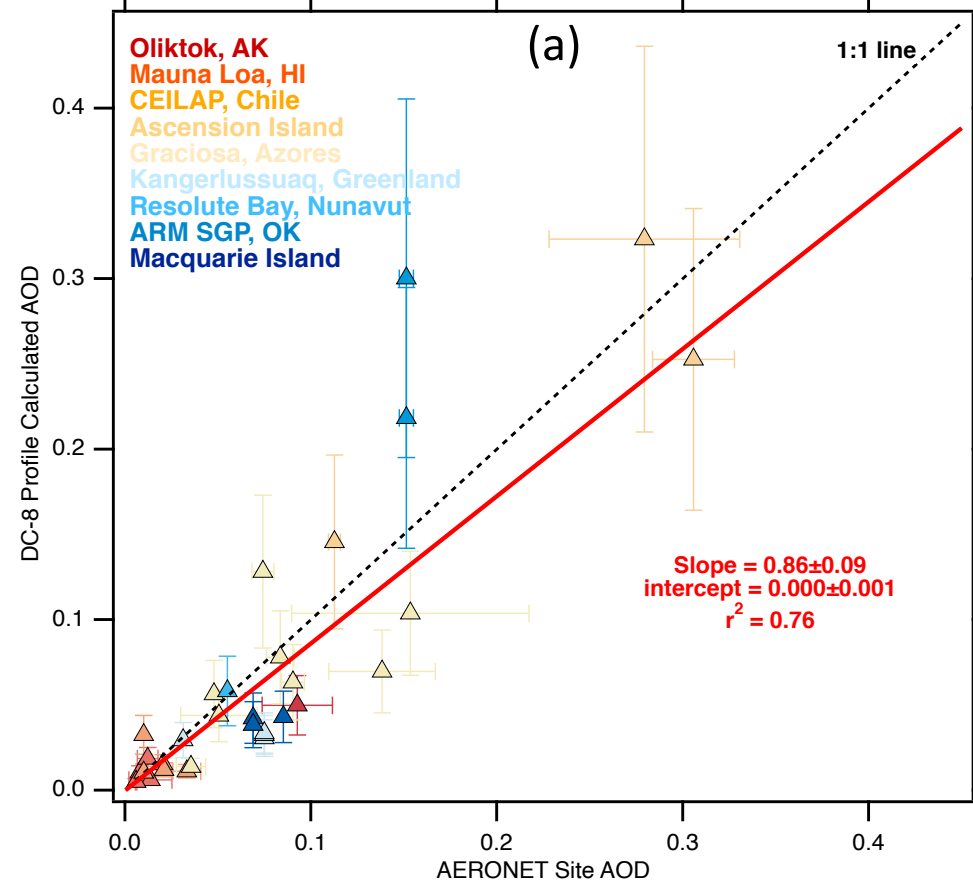 (a)
1:1 line
Oliktok, AK
Mauna Loa, HI
CEILAP, Chile
Ascension Island
Graciosa, Azores
Kangerlussuaq, Greenland
Resolute Bay, Nunavut
ARM SGP, OK
Macquarie Island
0.4
0.3
0.2
0.1
0.0
DC-8 Profile Calculated AOD
Slope = 0.86±0.09
intercept = 0.000±0.001
r² = 0.76
0.0 0.1 0.2 0.3 0.4
AERONET Site AOD